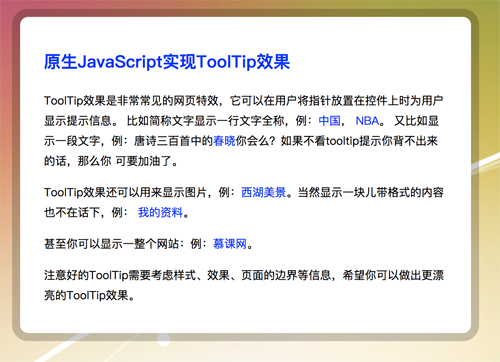 原生JavaScript实现ToolTip效果
ToolTip效果是非常常见的网页特效，它可以在用户将指针放置在控件上时为用户
显示提示信息。 比如简称文字显示一行文字全称，例：中国， NBA。 又比如显
示一段文字，例：唐诗三百首中的春晓你会么？如果不看tooltip提示你背不出来
的话，那么你 可要加油了。
ToolTip效果还可以用来显示图片，例：西湖美景。当然显示一块儿带格式的内容
也不在话下，例： 我的资料。
甚至你可以显示一整个网站：例：慕课网。
注意好的ToolTip需要考虑样式、效果、页面的边界等信息，希望你可以做出更漂
亮的ToolTip效果。